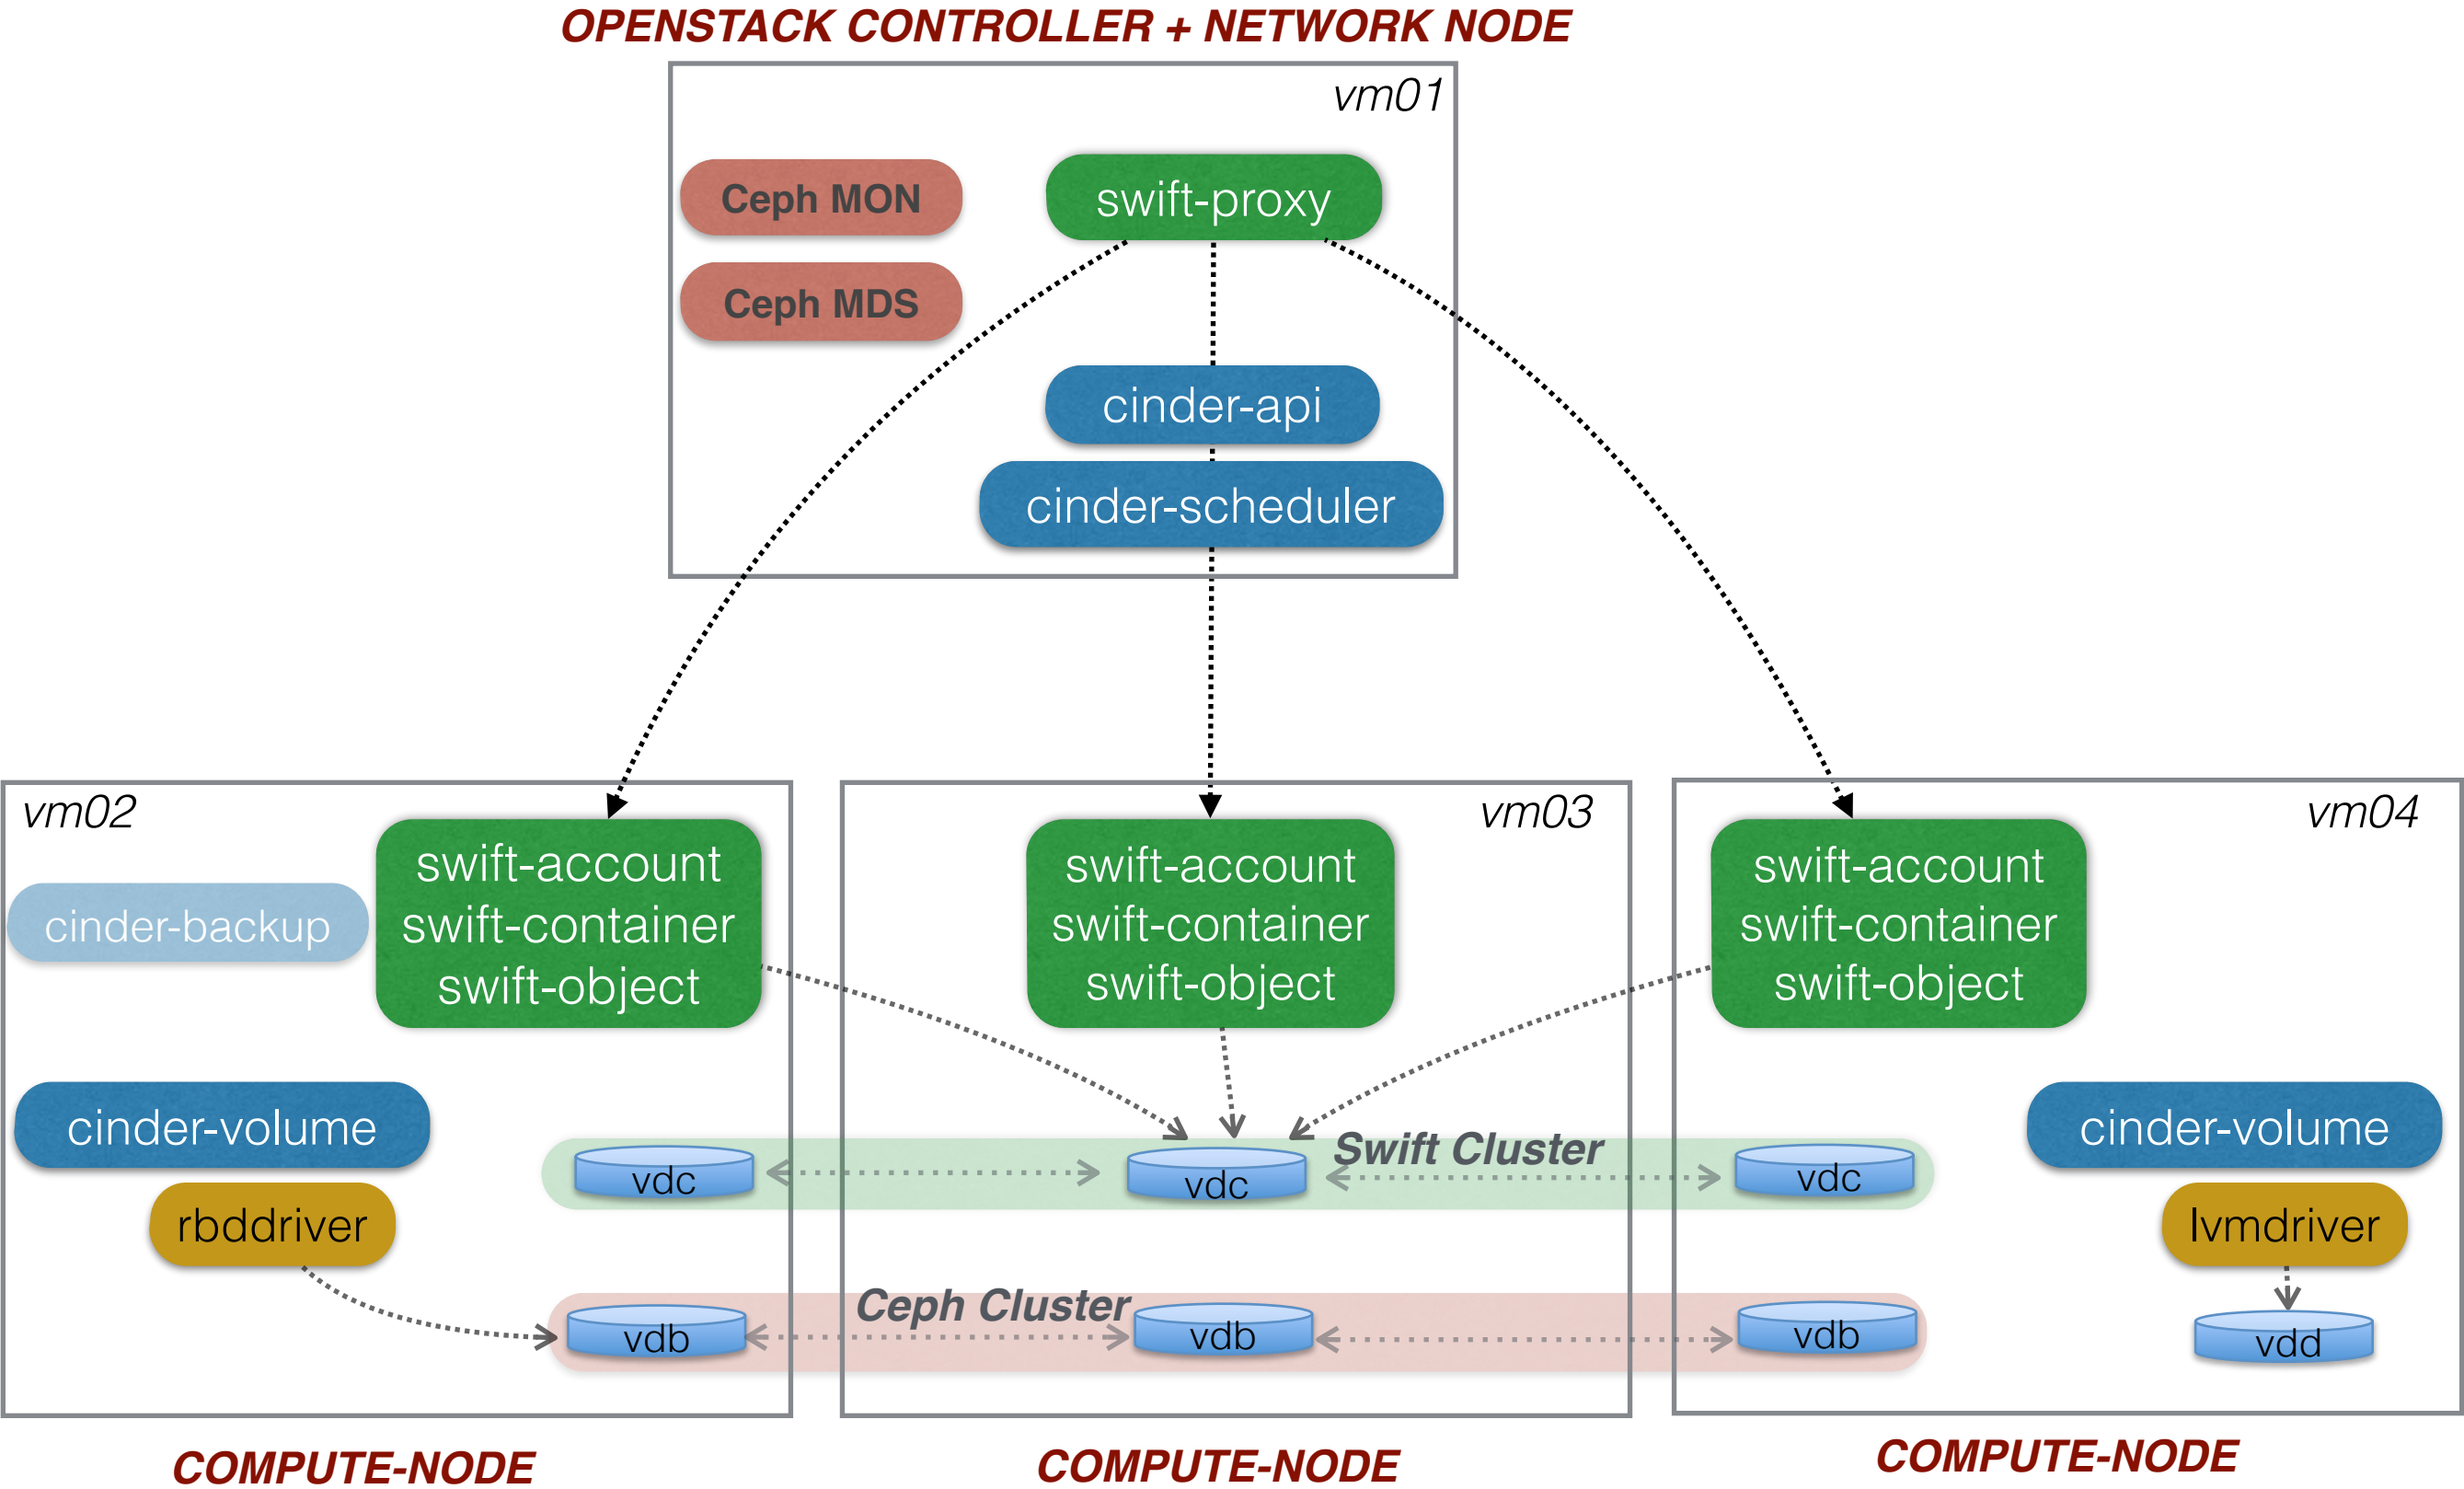 OPENSTACK CONTROLLER + NETWORK NODE
vm01
Ceph MON
swift-proxy
Ceph MDS
cinder-api
cinder-scheduler
vm02
cinder-backup
swift-account
swift-container
swift-object
cinder-volume
rbddriver
vdc
vdb
COMPUTE-NODE
vm03
swift-account
swift-container
swift-object
Swift Cluster
vdc
Ceph Cluster
vdb
COMPUTE-NODE
vm04
swift-account
swift-container
swift-object
cinder-volume
vdc
lvmdriver
vdb
vdd
COMPUTE-NODE